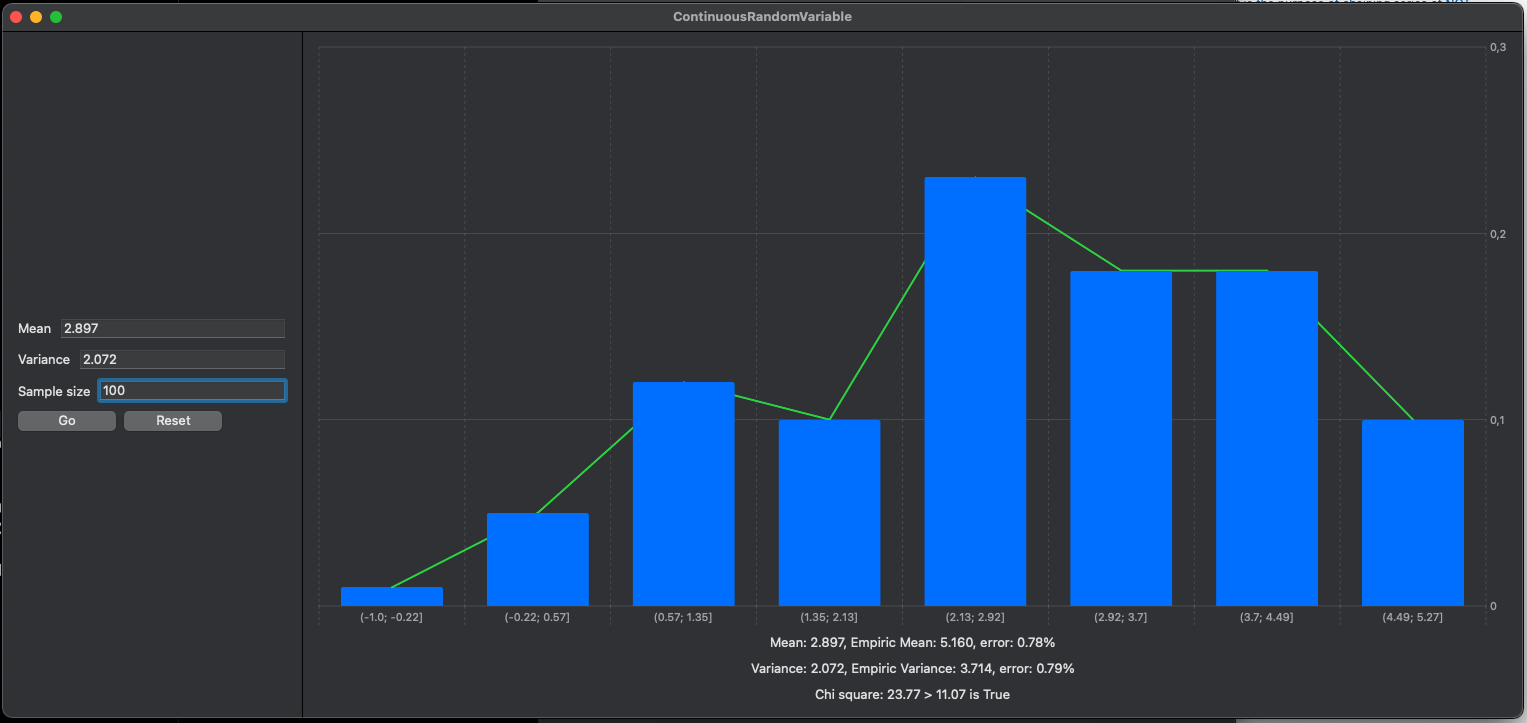 ContinuousRandomVariable
0,3
0,2
Mean 2.897
Variance 2.072
Sample size 100
Go Reset
0,1
0
(-1.0; -0.22] (-0.22; 0.57] (0.57; 1.35] (1.35; 2.13] (2.13; 2.92] (2.92; 3.7] (3.7; 4.49] (4.49; 5.27]
Mean: 2.897, Empiric Mean: 5.160, error: 0.78%
Variance: 2.072, Empiric Variance: 3.714, error: 0.79%
Chi square: 23.77 > 11.07 is True